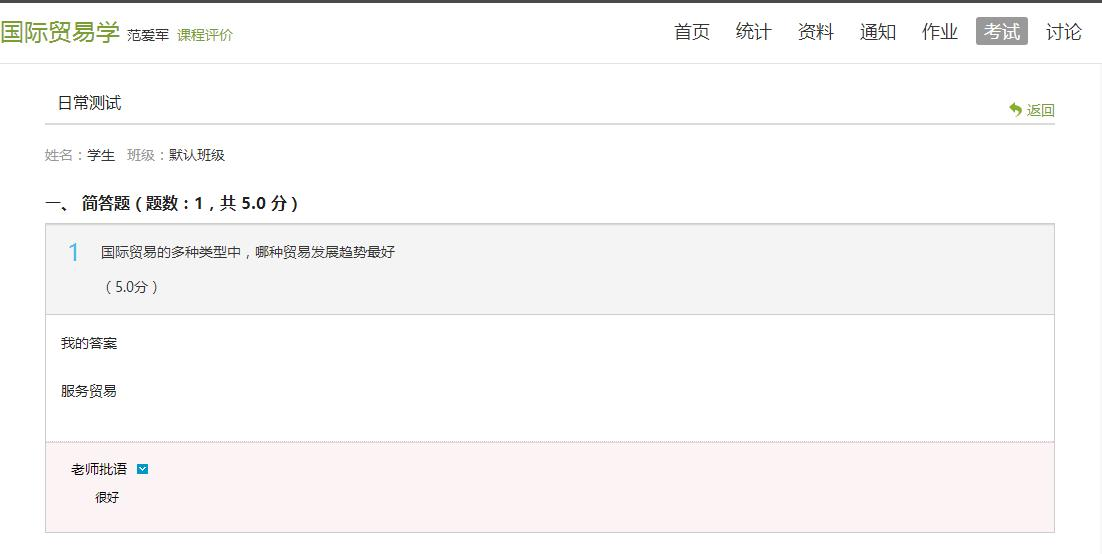 国际贸易学 范爱军 课程评价 首页 统计 资料 通知 作业 考试 讨论
日常测试
返回
姓名：学生 班级：默认班级
一、 简答题（题数：1，共 5.0 分）
1 国际贸易的多种类型中，哪种贸易发展趋势最好
（5.0分）
我的答案
服务贸易
老师批语
很好